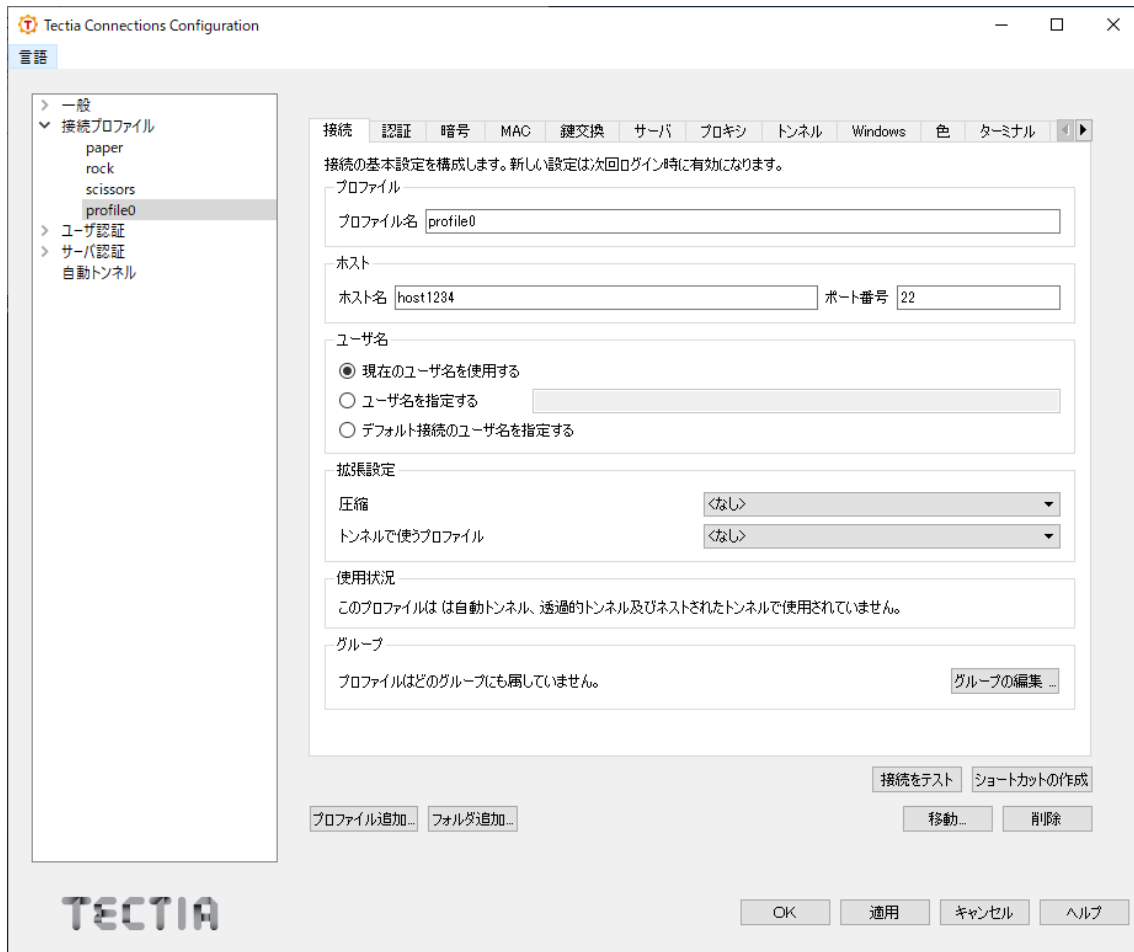 Tectia Connections Configuration
言語
一般
接続プロファイル
paper
rock
scissors
profile0
ユーザ認証
サーバ認証
自動トンネル
接続 認証 暗号 MAC 鍵交換 サーバ プロキシ トンネル Windows 色 ターミナル
接続の基本設定を構成します。新しい設定は次回ログイン時に有効になります。
プロファイル
プロファイル名 profile0
ホスト
ホスト名 host1234 ポート番号 22
ユーザ名
現在のユーザ名を使用する
ユーザ名を指定する
デフォルト接続のユーザ名を指定する
拡張設定
圧縮 <なし>
トンネルで使うプロファイル <なし>
使用状況
このプロファイルは は自動トンネル、透過的トンネル及びネストされたトンネルで使用されていません。
グループ
プロファイルはどのグループにも属していません。 グループの編集 ...
接続をテスト ショートカットの作成
プロファイル追加... フォルダ追加... 移動... 削除
TECTIA
OK 適用 キャンセル ヘルプ